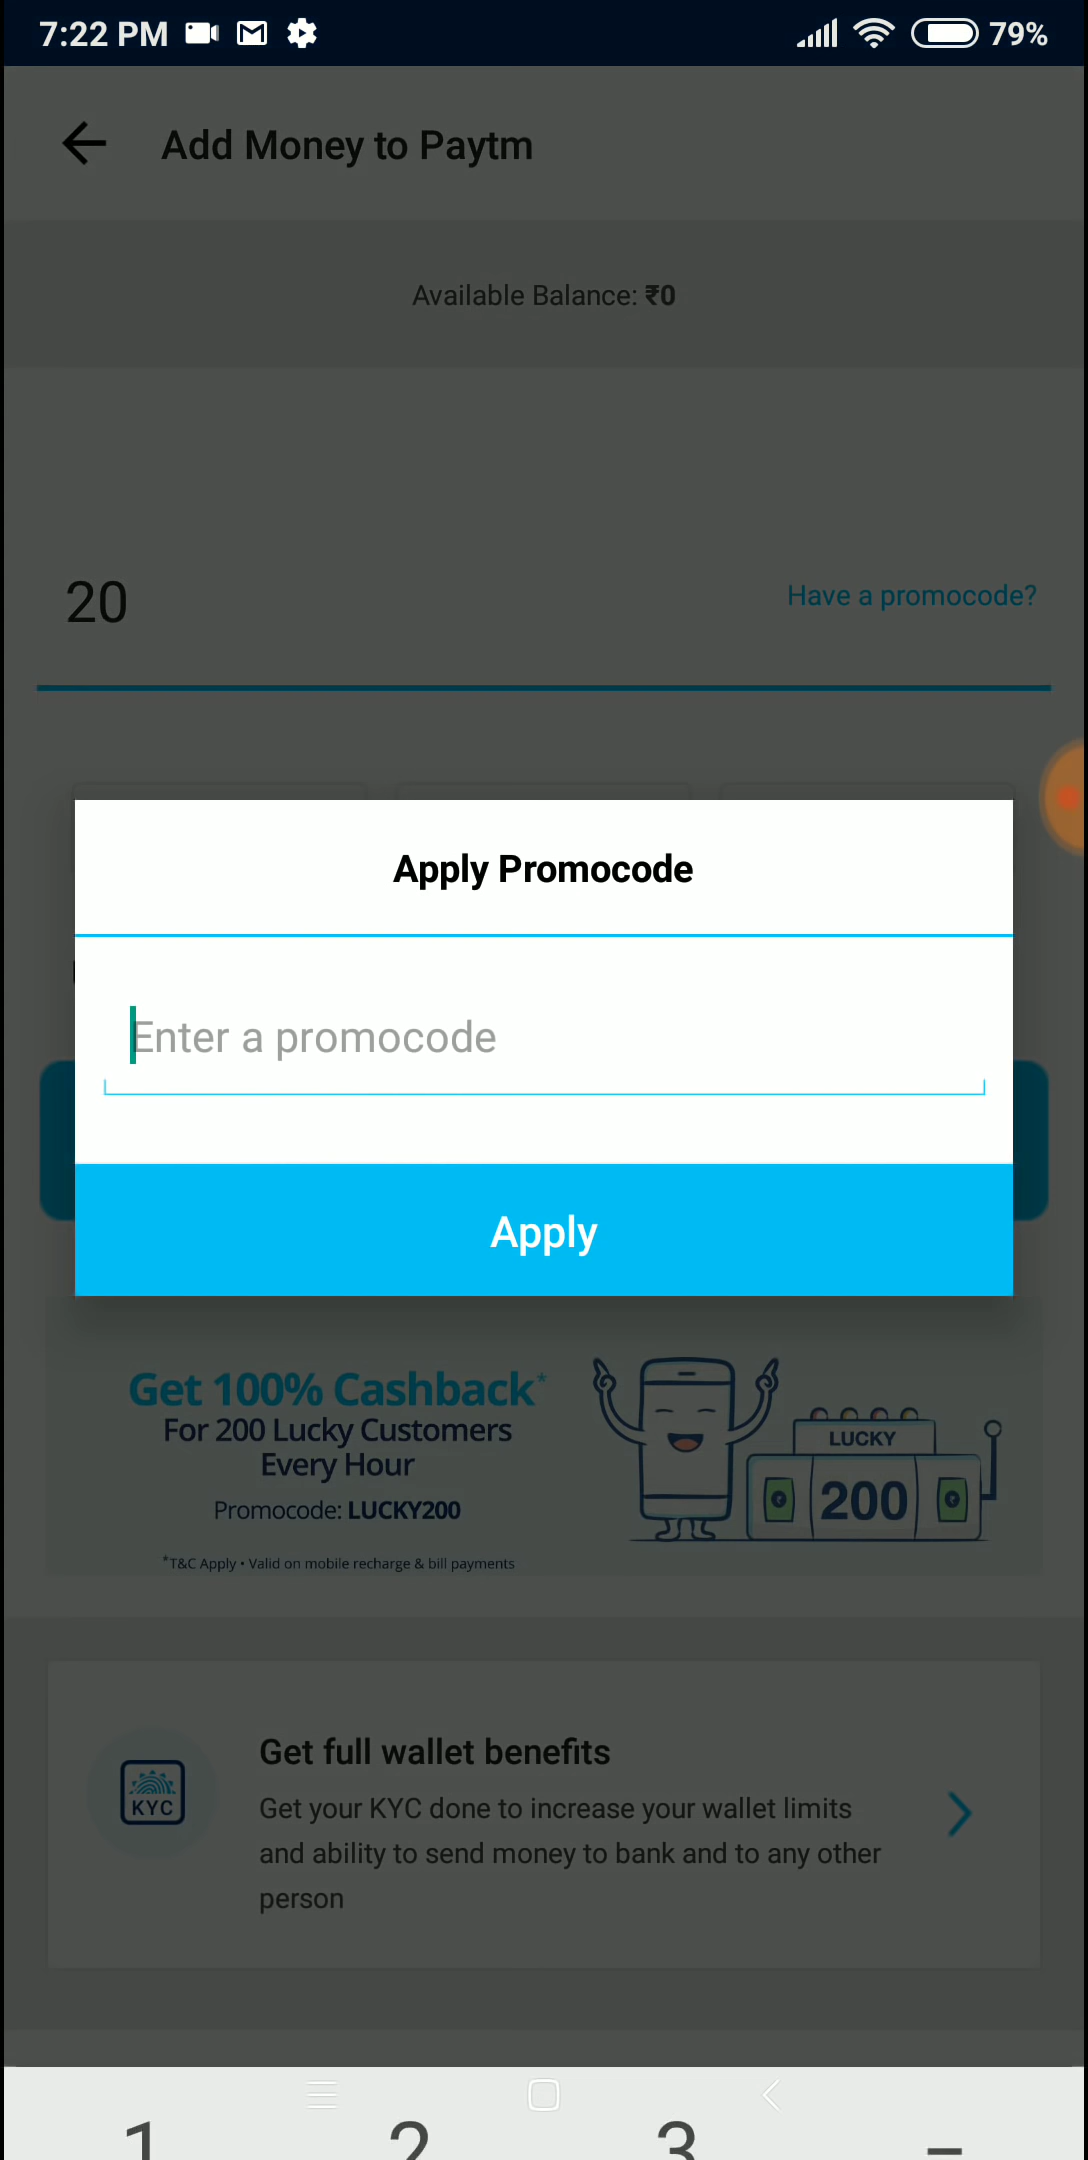 7:22 PM 79%
Add Money to Paytm
Available Balance: ₹0
20 Have a promocode?
Apply Promocode
Enter a promocode
Apply
Get 100% Cashback*
For 200 Lucky Customers
Every Hour
Promocode: LUCKY200
*T&C Apply • Valid on mobile recharge & bill payments
LUCKY
200
KYC
Get full wallet benefits
Get your KYC done to increase your wallet limits
and ability to send money to bank and to any other
person
1 2 3 –